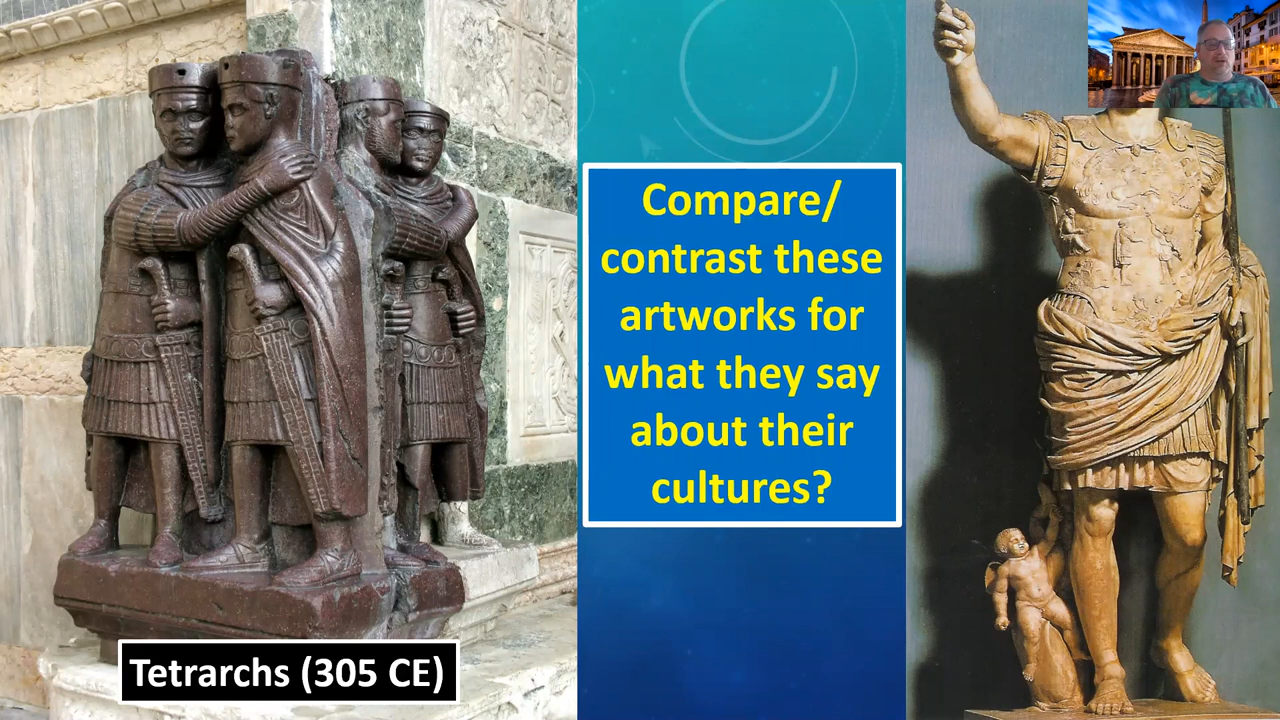 Compare/
contrast these
artworks for
what they say
about their
cultures?
Tetrarchs (305 CE)